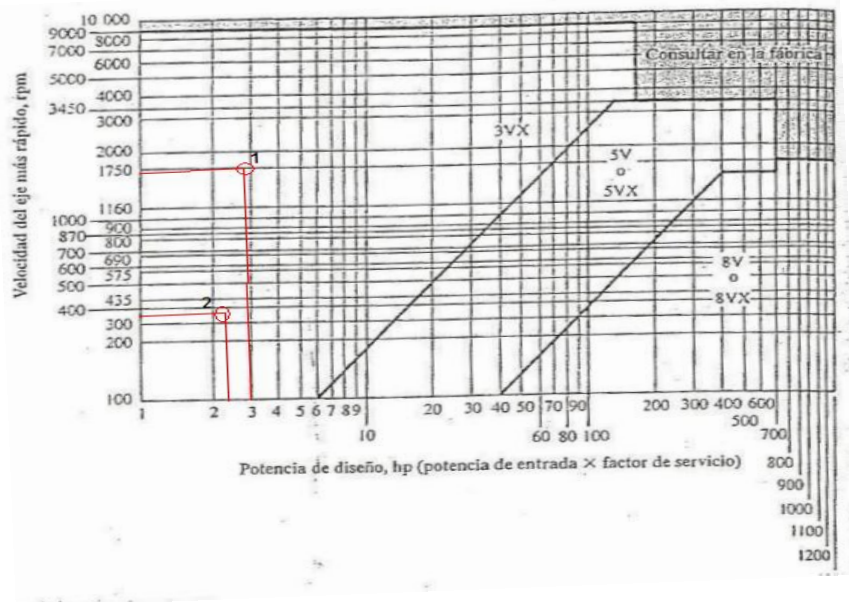 Velocidad del eje más rápido, rpm
10 000
9000
8000
7000
6000
5000
4000
3450
3000
2000
1750
1160
1000
900
870
800
700
690
600
575
500
435
400
300
200
100
Consultar en la fábrica
3VX
5V
o
5VX
8V
o
8VX
1
2
1 2 3 4 5 6 7 8 9 20 30 40 50 70 90 200 300 400 600
10 60 80 100 500 700
800
900
1000
1100
1200
Potencia de diseño, hp (potencia de entrada × factor de servicio)